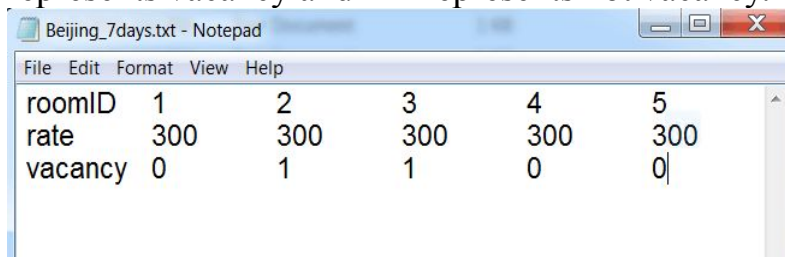 Beijing_7days.txt - Notepad
File Edit Format View Help
roomID 1 2 3 4 5
rate 300 300 300 300 300
vacancy 0 1 1 0 0